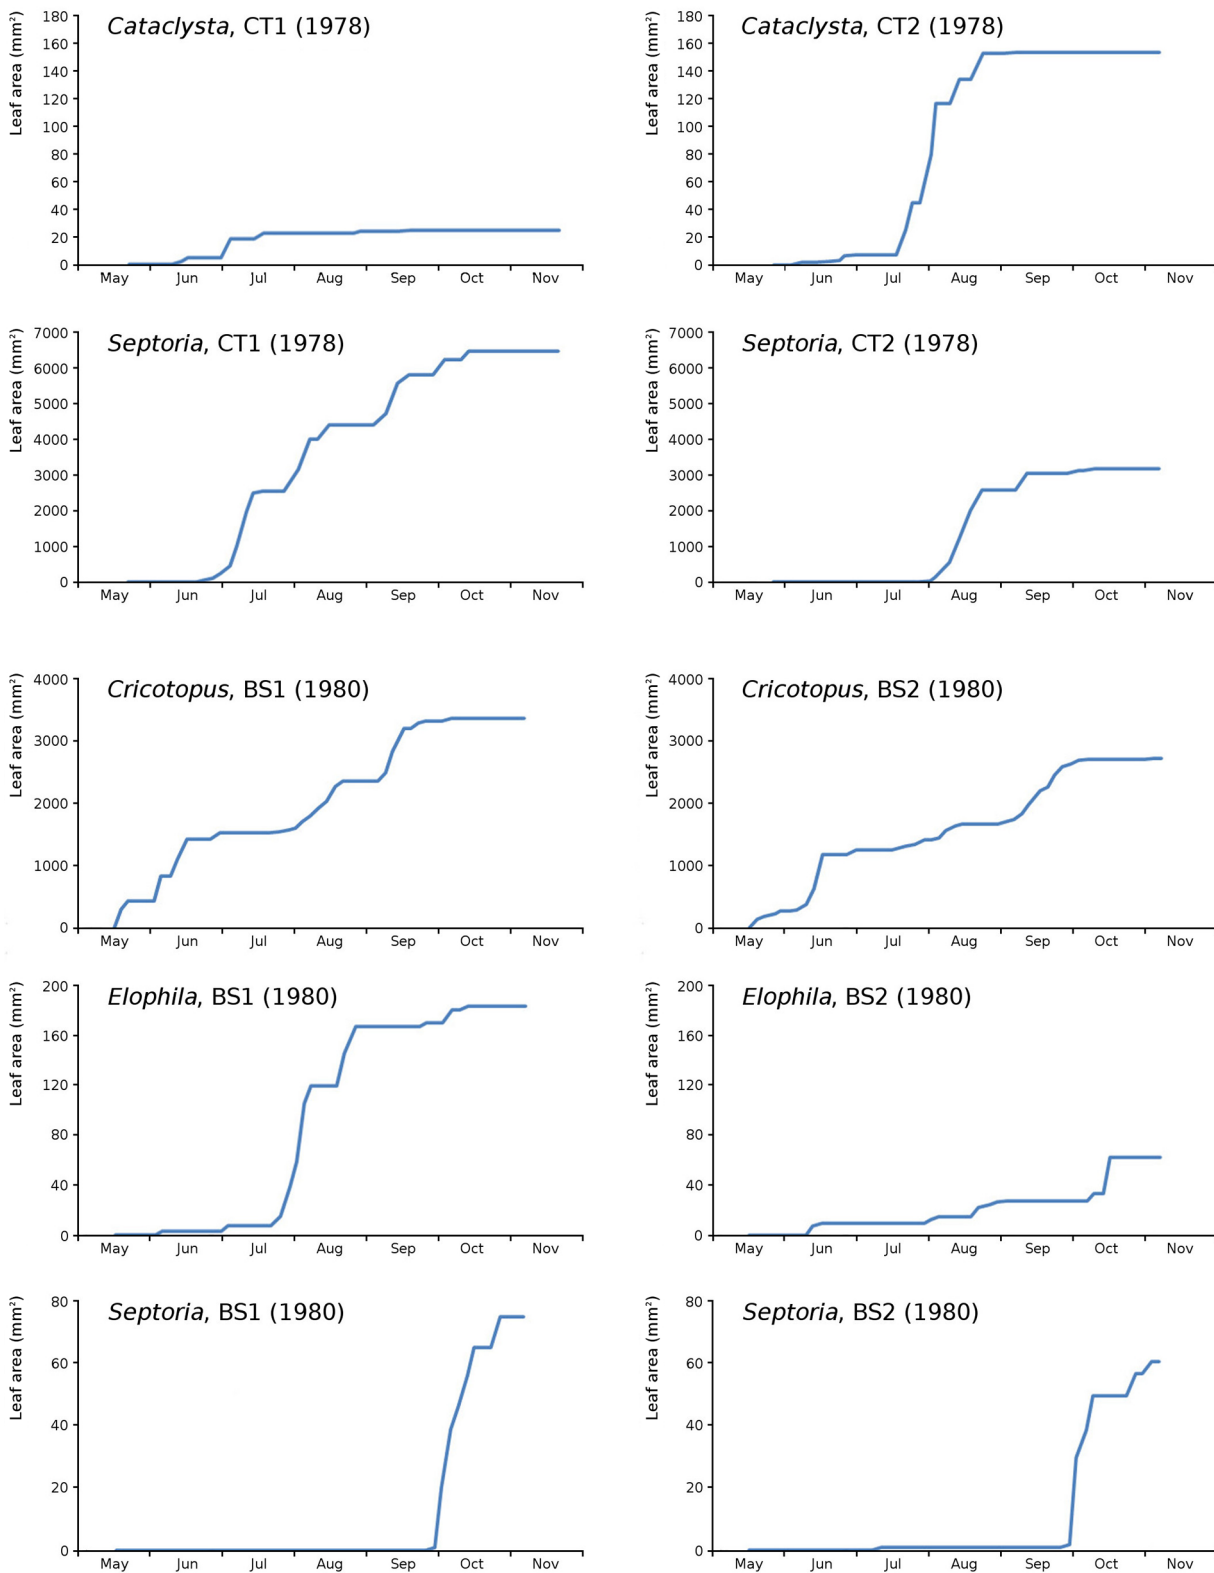 Cataclysta, CT1 (1978)
Leaf area (mm²)
180
160
140
120
100
80
60
40
20
0
May Jun Jul Aug Sep Oct Nov
Cataclysta, CT2 (1978)
Leaf area (mm²)
180
160
140
120
100
80
60
40
20
0
May Jun Jul Aug Sep Oct Nov
Septoria, CT1 (1978)
Leaf area (mm²)
7000
6000
5000
4000
3000
2000
1000
0
May Jun Jul Aug Sep Oct Nov
Septoria, CT2 (1978)
Leaf area (mm²)
7000
6000
5000
4000
3000
2000
1000
0
May Jun Jul Aug Sep Oct Nov
Cricotopus, BS1 (1980)
Leaf area (mm²)
4000
3000
2000
1000
0
May Jun Jul Aug Sep Oct Nov
Cricotopus, BS2 (1980)
Leaf area (mm²)
4000
3000
2000
1000
0
May Jun Jul Aug Sep Oct Nov
Elophila, BS1 (1980)
Leaf area (mm²)
200
160
120
80
40
0
May Jun Jul Aug Sep Oct Nov
Elophila, BS2 (1980)
Leaf area (mm²)
200
160
120
80
40
0
May Jun Jul Aug Sep Oct Nov
Septoria, BS1 (1980)
Leaf area (mm²)
80
60
40
20
0
May Jun Jul Aug Sep Oct Nov
Septoria, BS2 (1980)
Leaf area (mm²)
80
60
40
20
0
May Jun Jul Aug Sep Oct Nov